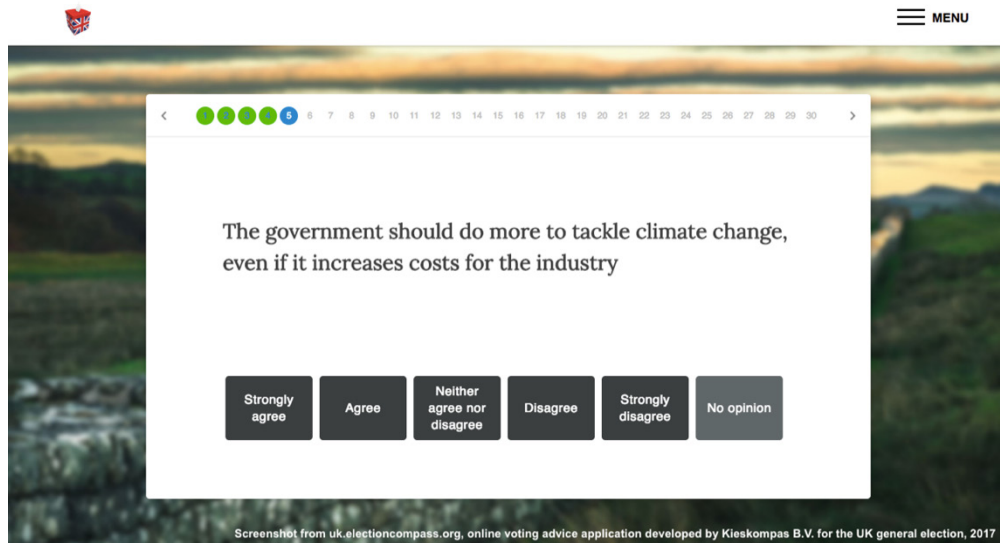 MENU
< 1 2 3 4 5 6 7 8 9 10 11 12 13 14 15 16 17 18 19 20 21 22 23 24 25 26 27 28 29 30 >
The government should do more to tackle climate change,
even if it increases costs for the industry
Strongly
agree
Agree
Neither
agree nor
disagree
Disagree
Strongly
disagree
No opinion
Screenshot from uk.electioncompass.org, online voting advice application developed by Kieskompas B.V. for the UK general election, 2017